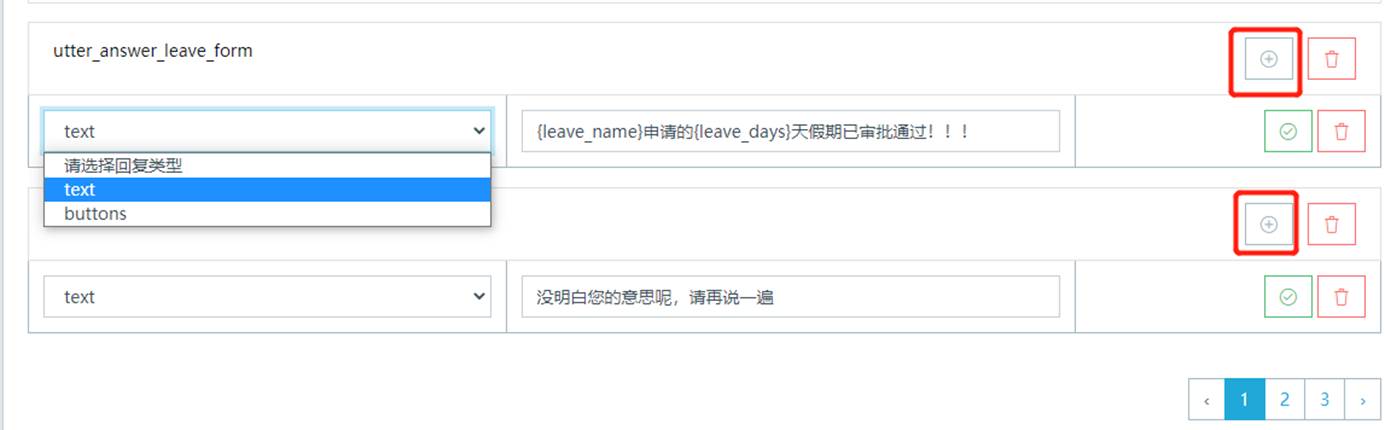 utter_answer_leave_form
text
{leave_name}申请的{leave_days}天假期已审批通过！！！
请选择回复类型
text
buttons
text
没明白您的意思呢，请再说一遍
‹ 1 2 3 ›